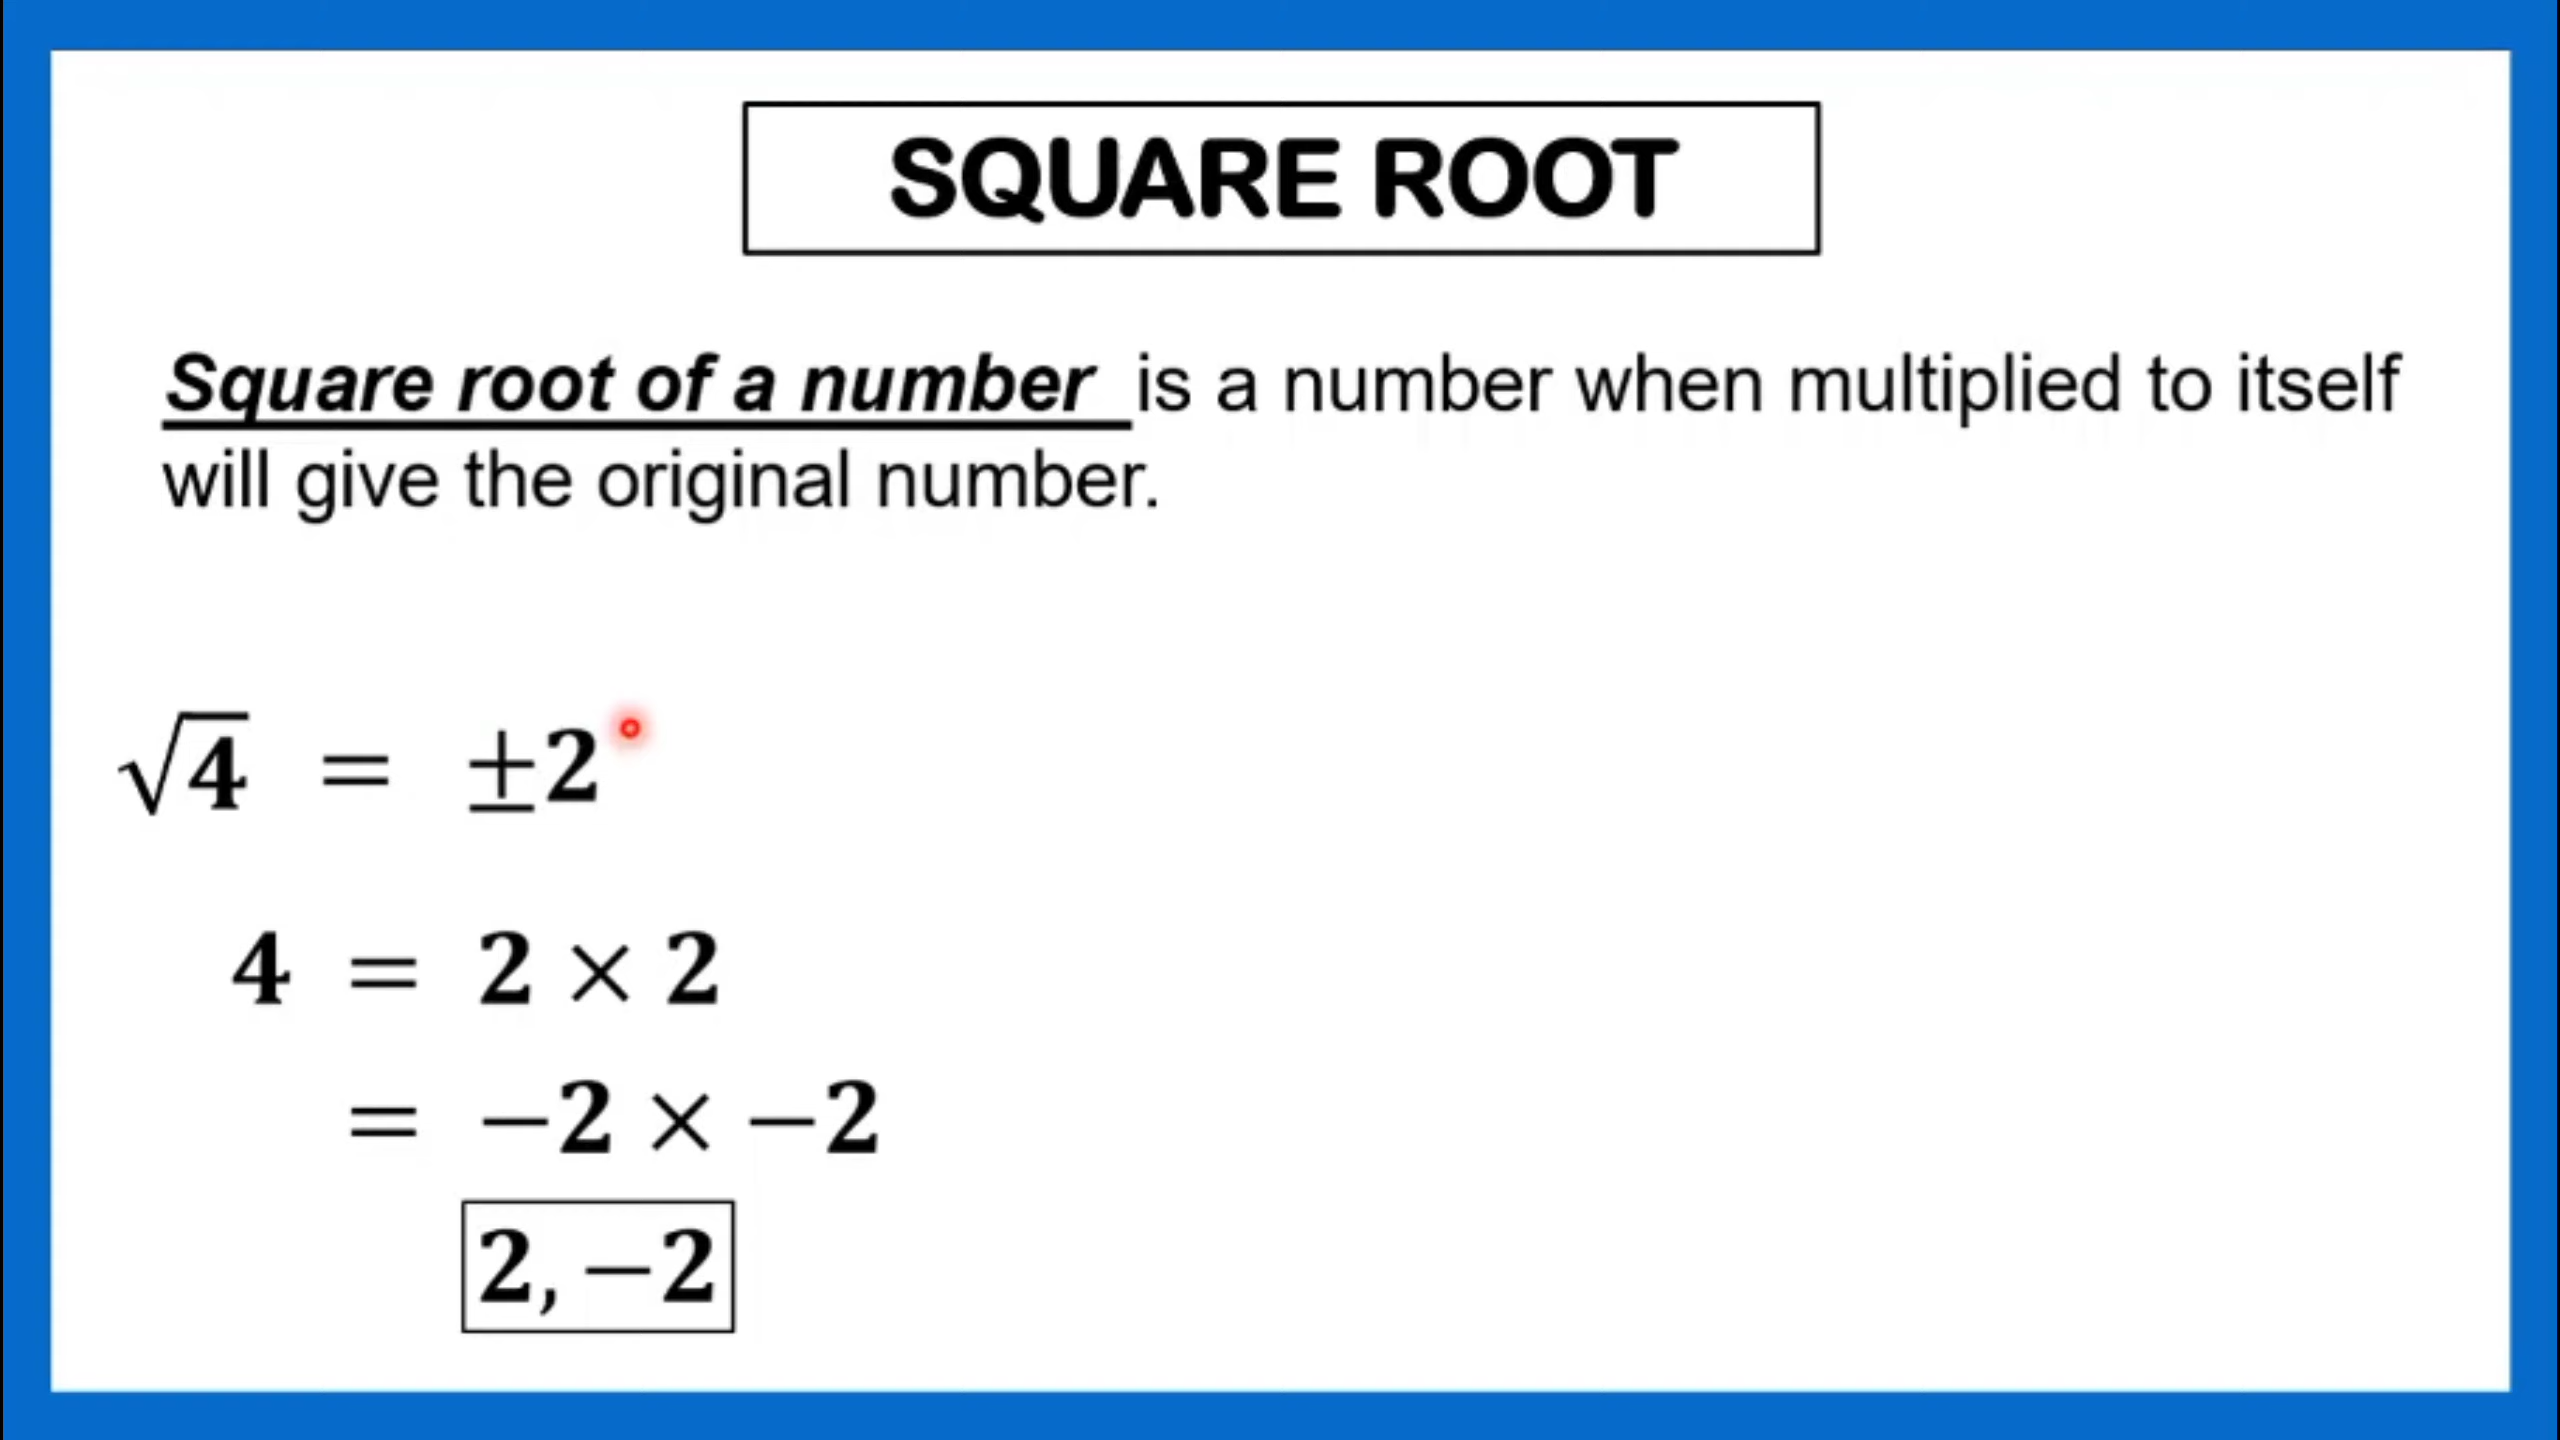 SQUARE ROOT
Square root of a number is a number when multiplied to itself
will give the original number.
√4 = ±2
4 = 2 × 2
= −2 × −2
2, −2